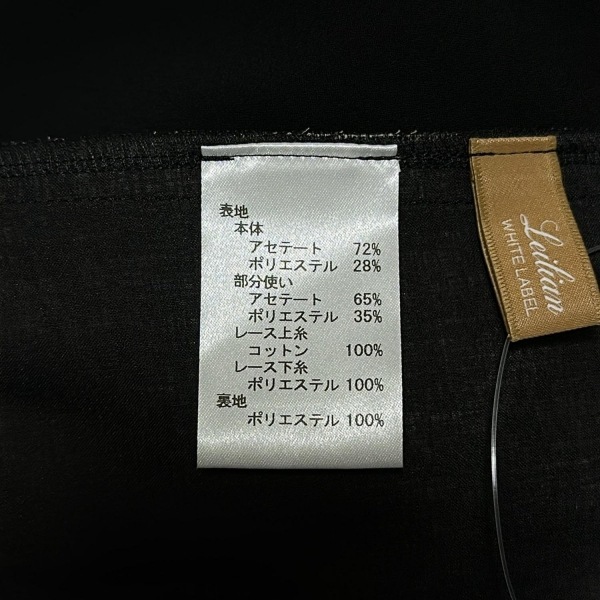 表地
本体
アセテート 72%
ポリエステル 28%
部分使い
アセテート 65%
ポリエステル 35%
レース上糸
コットン 100%
レース下糸
ポリエステル 100%
裏地
ポリエステル 100%
Leilian
WHITE LABEL